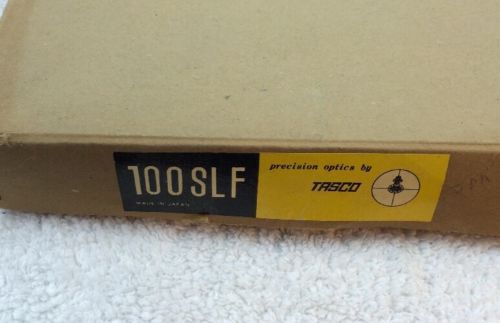 100SLF
MADE IN JAPAN
precision optics by
TASCO